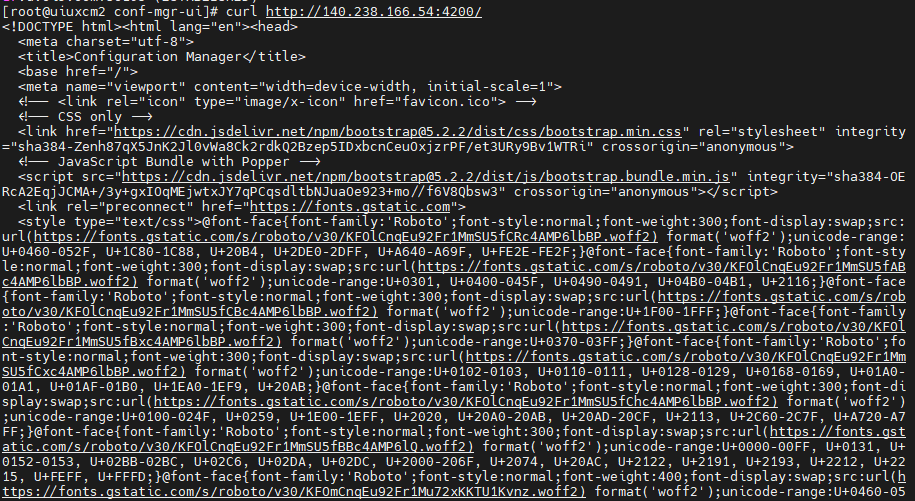 [root@uiuxcm2 conf-mgr-ui]# curl http://140.238.166.54:4200/
<!DOCTYPE html><html lang="en"><head>
  <meta charset="utf-8">
  <title>Configuration Manager</title>
  <base href="/">
  <meta name="viewport" content="width=device-width, initial-scale=1">
  <!-- <link rel="icon" type="image/x-icon" href="favicon.ico"> -->
  <!-- CSS only -->
  <link href="https://cdn.jsdelivr.net/npm/bootstrap@5.2.2/dist/css/bootstrap.min.css" rel="stylesheet" integrity
="sha384-Zenh87qX5JnK2Jl0vWa8Ck2rdkQ2Bzep5IDxbcnCeuOxjzrPF/et3URy9Bv1WTRi" crossorigin="anonymous">
  <!-- JavaScript Bundle with Popper -->
  <script src="https://cdn.jsdelivr.net/npm/bootstrap@5.2.2/dist/js/bootstrap.bundle.min.js" integrity="sha384-OE
RcA2EqjJCMA+/3y+gxIOqMEjwtxJY7qPCqsdltbNJuaOe923+mo//f6V8Qbsw3" crossorigin="anonymous"></script>
  <link rel="preconnect" href="https://fonts.gstatic.com">
  <style type="text/css">@font-face{font-family:'Roboto';font-style:normal;font-weight:300;font-display:swap;src:
url(https://fonts.gstatic.com/s/roboto/v30/KFOlCnqEu92Fr1MmSU5fCRc4AMP6lbBP.woff2) format('woff2');unicode-range:
U+0460-052F, U+1C80-1C88, U+20B4, U+2DE0-2DFF, U+A640-A69F, U+FE2E-FE2F;}@font-face{font-family:'Roboto';font-sty
le:normal;font-weight:300;font-display:swap;src:url(https://fonts.gstatic.com/s/roboto/v30/KFOlCnqEu92Fr1MmSU5fAB
c4AMP6lbBP.woff2) format('woff2');unicode-range:U+0301, U+0400-045F, U+0490-0491, U+04B0-04B1, U+2116;}@font-face
{font-family:'Roboto';font-style:normal;font-weight:300;font-display:swap;src:url(https://fonts.gstatic.com/s/rob
oto/v30/KFOlCnqEu92Fr1MmSU5fCBc4AMP6lbBP.woff2) format('woff2');unicode-range:U+1F00-1FFF;}@font-face{font-family
:'Roboto';font-style:normal;font-weight:300;font-display:swap;src:url(https://fonts.gstatic.com/s/roboto/v30/KFOl
CnqEu92Fr1MmSU5fBxc4AMP6lbBP.woff2) format('woff2');unicode-range:U+0370-03FF;}@font-face{font-family:'Roboto';fo
nt-style:normal;font-weight:300;font-display:swap;src:url(https://fonts.gstatic.com/s/roboto/v30/KFOlCnqEu92Fr1Mm
SU5fCxc4AMP6lbBP.woff2) format('woff2');unicode-range:U+0102-0103, U+0110-0111, U+0128-0129, U+0168-0169, U+01A0-
01A1, U+01AF-01B0, U+1EA0-1EF9, U+20AB;}@font-face{font-family:'Roboto';font-style:normal;font-weight:300;font-di
splay:swap;src:url(https://fonts.gstatic.com/s/roboto/v30/KFOlCnqEu92Fr1MmSU5fChc4AMP6lbBP.woff2) format('woff2')
;unicode-range:U+0100-024F, U+0259, U+1E00-1EFF, U+2020, U+20A0-20AB, U+20AD-20CF, U+2113, U+2C60-2C7F, U+A720-A7
FF;}@font-face{font-family:'Roboto';font-style:normal;font-weight:300;font-display:swap;src:url(https://fonts.gst
atic.com/s/roboto/v30/KFOlCnqEu92Fr1MmSU5fBBc4AMP6lQ.woff2) format('woff2');unicode-range:U+0000-00FF, U+0131, U+
0152-0153, U+02BB-02BC, U+02C6, U+02DA, U+02DC, U+2000-206F, U+2074, U+20AC, U+2122, U+2191, U+2193, U+2212, U+22
15, U+FEFF, U+FFFD;}@font-face{font-family:'Roboto';font-style:normal;font-weight:400;font-display:swap;src:url(h
ttps://fonts.gstatic.com/s/roboto/v30/KFOmCnqEu92Fr1Mu72xKKTU1Kvnz.woff2) format('woff2');unicode-range:U+0460-05